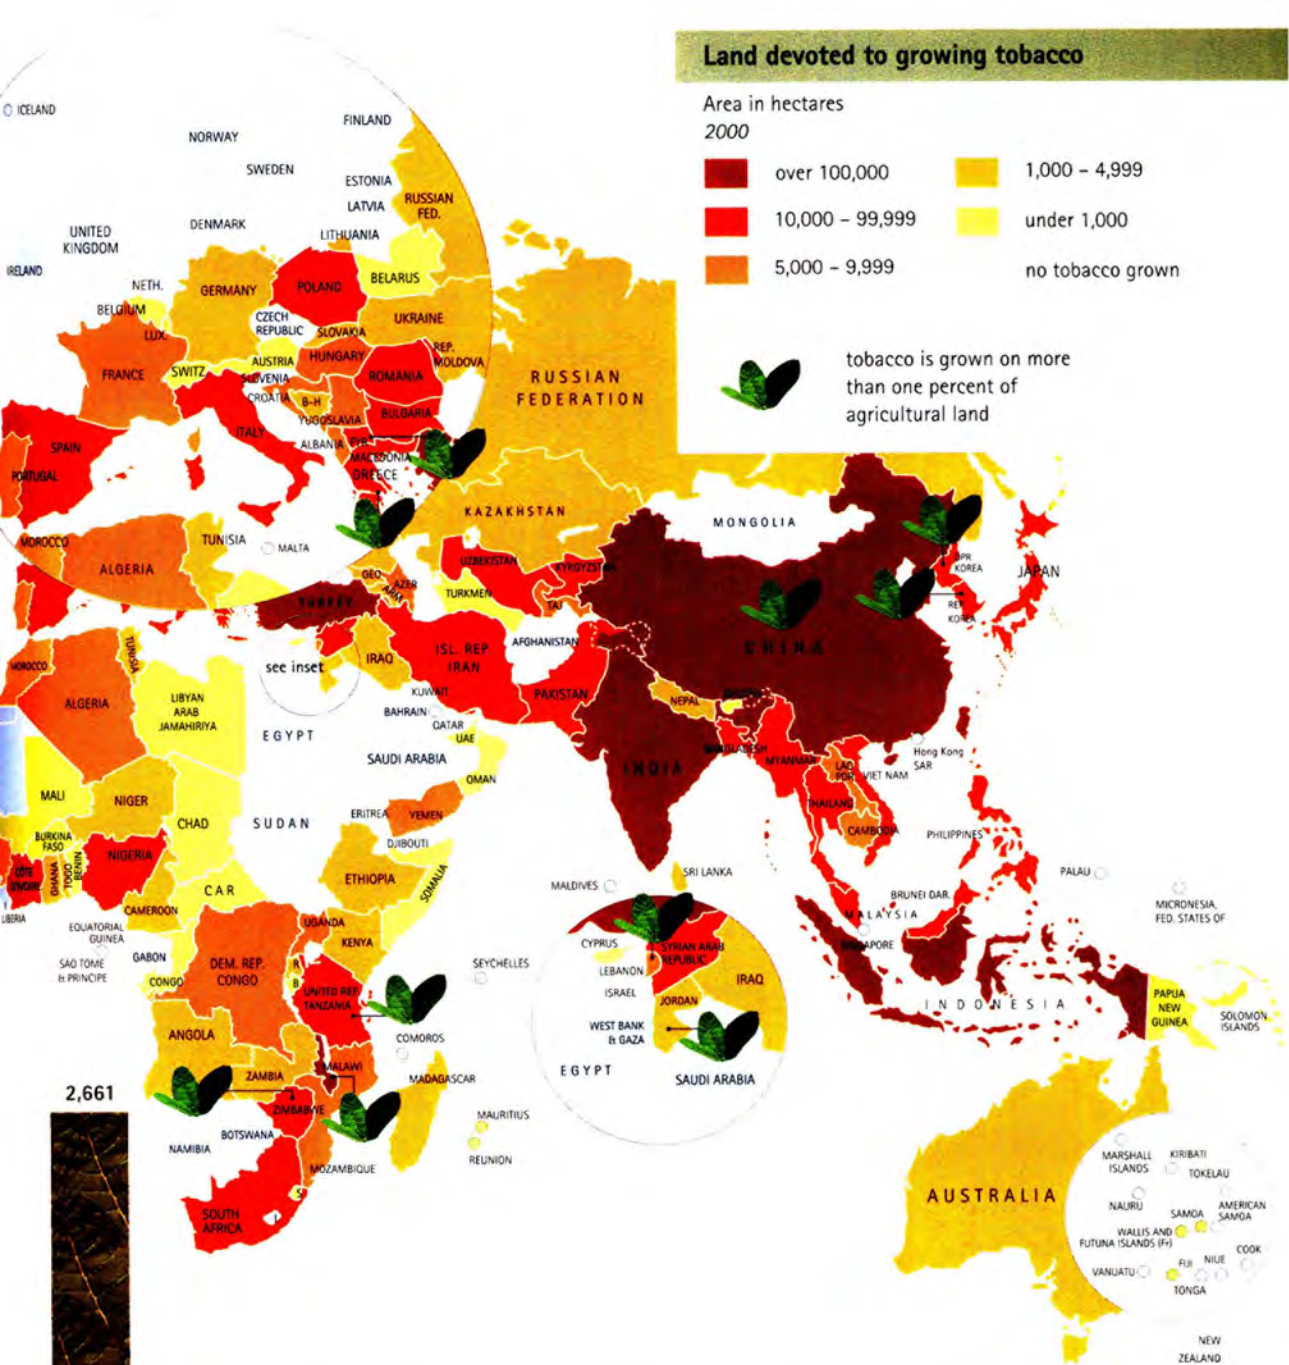 Land devoted to growing tobacco
Area in hectares
2000
over 100,000
10,000 – 99,999
5,000 – 9,999
1,000 – 4,999
under 1,000
no tobacco grown
tobacco is grown on more
than one percent of
agricultural land
ICELAND
NORWAY
FINLAND
SWEDEN
ESTONIA
LATVIA
RUSSIAN
FED.
DENMARK
LITHUANIA
UNITED
KINGDOM
IRELAND
NETH.
BELGIUM
LUX.
GERMANY
POLAND
BELARUS
CZECH
REPUBLIC
SLOVAKIA
UKRAINE
FRANCE
SWITZ
AUSTRIA
HUNGARY
REP.
MOLDOVA
SLOVENIA
ROMANIA
CROATIA
B-H
YUGOSLAVIA
BULGARIA
ITALY
ALBANIA
FYR
MACEDONIA
GREECE
SPAIN
PORTUGAL
MOROCCO
ALGERIA
TUNISIA
MALTA
RUSSIAN
FEDERATION
KAZAKHSTAN
MONGOLIA
UZBEKISTAN
KYRGYZSTAN
GEO
AZER
ARM
TURKMEN
TAJ
TURKEY
DPR
KOREA
REP
KOREA
JAPAN
CHINA
AFGHANISTAN
ISL. REP
IRAN
IRAQ
see inset
KUWAIT
BAHRAIN
QATAR
UAE
PAKISTAN
NEPAL
MOROCCO
ALGERIA
TUNISIA
LIBYAN
ARAB
JAMAHIRIYA
EGYPT
SAUDI ARABIA
OMAN
INDIA
BANGLADESH
MYANMAR
LAO
PDR
VIET NAM
Hong Kong
SAR
THAILAND
CAMBODIA
PHILIPPINES
MALI
NIGER
CHAD
SUDAN
ERITREA
YEMEN
DJIBOUTI
BURKINA
FASO
NIGERIA
CÔTE
D'IVOIRE
GHANA
TOGO
BENIN
LIBERIA
CAR
ETHIOPIA
SOMALIA
CAMEROON
EQUATORIAL
GUINEA
SAO TOME
& PRINCIPE
GABON
CONGO
DEM. REP.
CONGO
UGANDA
KENYA
R
B
UNITED REP.
TANZANIA
SEYCHELLES
MALDIVES
SRI LANKA
BRUNEI DAR.
MALAYSIA
SINGAPORE
PALAU
MICRONESIA,
FED. STATES OF
INDONESIA
PAPUA
NEW
GUINEA
SOLOMON
ISLANDS
CYPRUS
SYRIAN ARAB
REPUBLIC
LEBANON
ISRAEL
IRAQ
JORDAN
WEST BANK
& GAZA
EGYPT
SAUDI ARABIA
ANGOLA
ZAMBIA
MALAWI
COMOROS
MADAGASCAR
ZIMBABWE
BOTSWANA
NAMIBIA
MOZAMBIQUE
MAURITIUS
REUNION
SOUTH
AFRICA
S
L
2,661
AUSTRALIA
MARSHALL
ISLANDS
KIRIBATI
TOKELAU
NAURU
SAMOA
AMERICAN
SAMOA
WALLIS AND
FUTUNA ISLANDS (Fr)
VANUATU
FIJI
NIUE
COOK
TONGA
NEW
ZEALAND